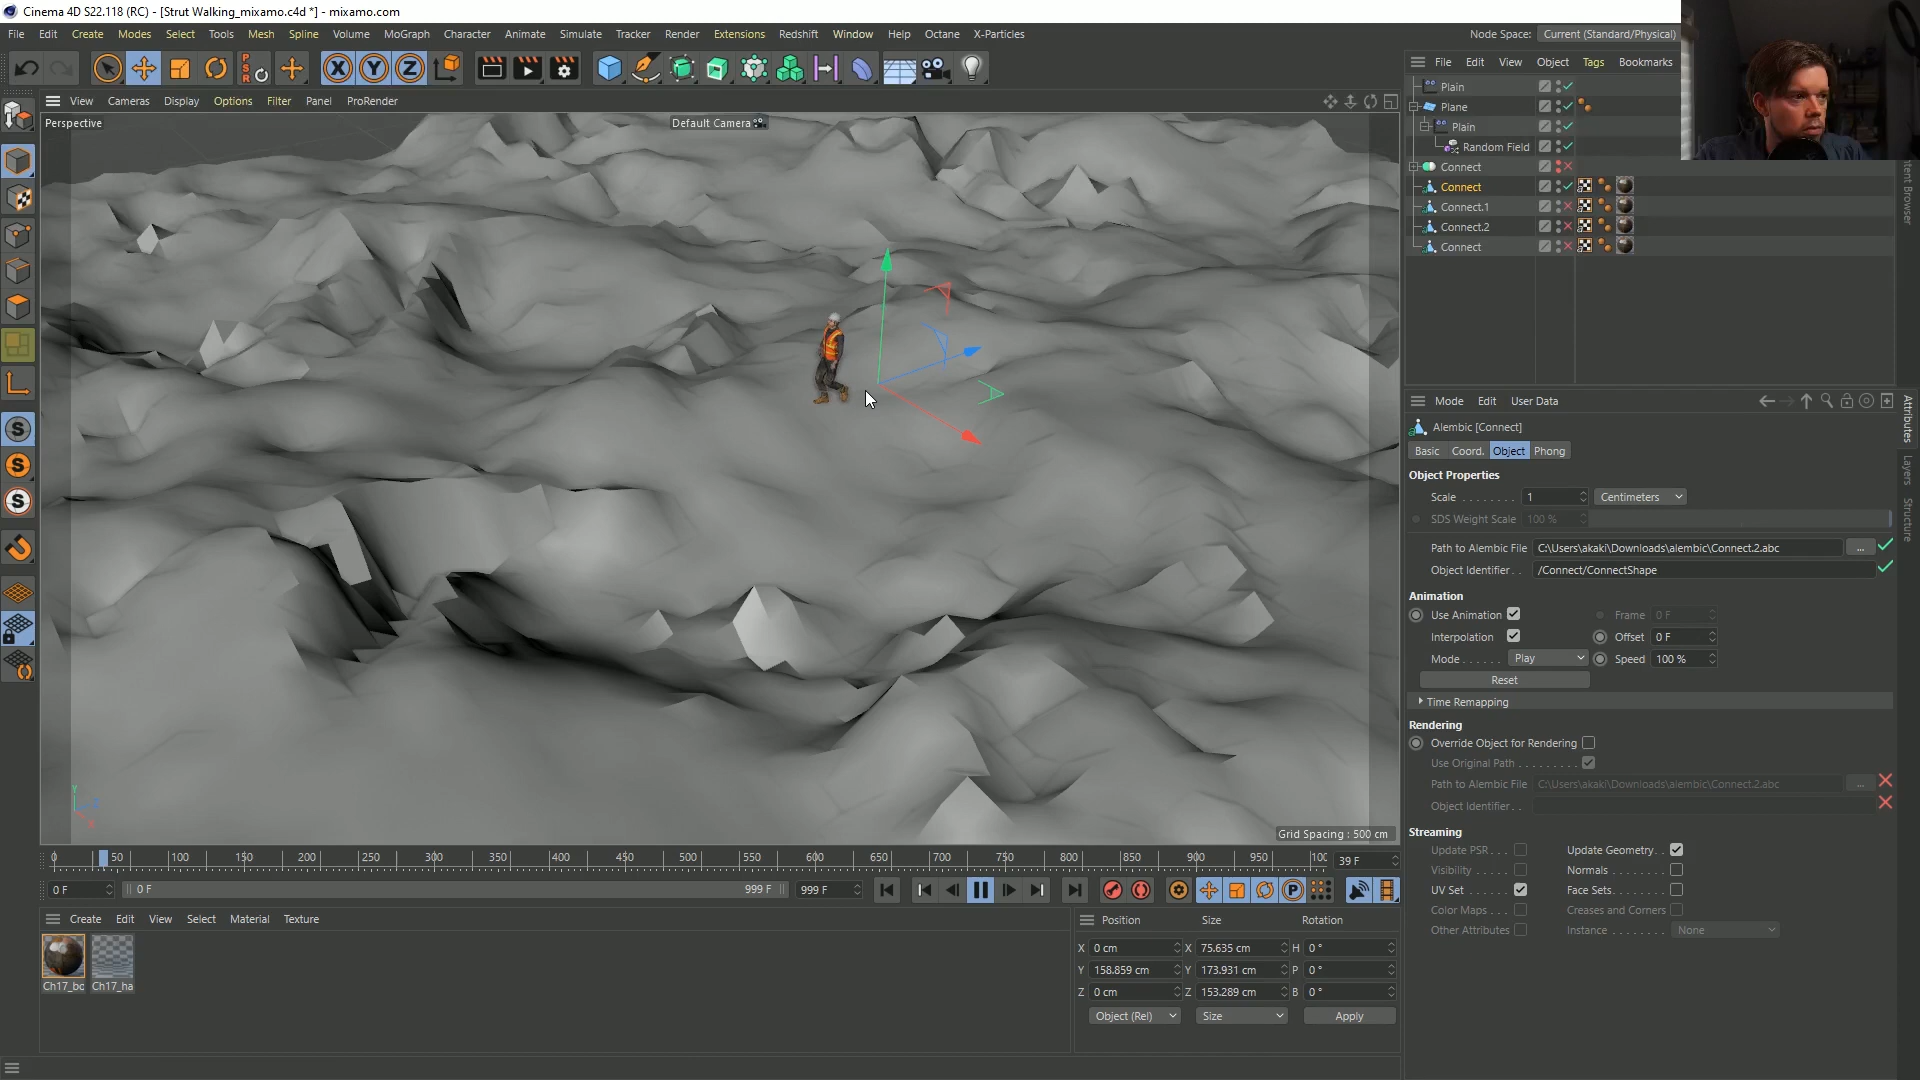 Cinema 4D S22.118 (RC) - [Strut Walking_mixamo.c4d *] - mixamo.com
File Edit Create Modes Select Tools Mesh Spline Volume MoGraph Character Animate Simulate Tracker Render Extensions Redshift Window Help Octane X-Particles
Node Space: Current (Standard/Physical)
P
S
R
X Y Z
File Edit View Object Tags Bookmarks
View Cameras Display Options Filter Panel ProRender
Perspective
Default Camera
Plain
Plane
Plain
Random Field
Connect
Connect
Connect.1
Connect.2
Connect
S
S
S
Y
Mode Edit User Data
Alembic [Connect]
Basic Coord. Object Phong
Object Properties
Scale . . . . . . . . 1 Centimeters
SDS Weight Scale 100 %
Path to Alembic File C:\Users\akaki\Downloads\alembic\Connect.2.abc ...
Object Identifier . . /Connect/ConnectShape
Animation
Use Animation Frame 0 F
Interpolation Offset 0 F
Mode . . . . . Play Speed 100 %
Reset
Time Remapping
Rendering
Override Object for Rendering
Use Original Path . . . . . . . . .
Path to Alembic File C:\Users\akaki\Downloads\alembic\Connect.2.abc ...
Object Identifier . .
Streaming
Update PSR . . . Update Geometry . .
Visibility . . . . . Normals . . . . . . . .
UV Set . . . . . . Face Sets . . . . . . .
Color Maps . . . Creases and Corners
Other Attributes Instance . . . . . . . . None
Attributes
Layers
Structure
Grid Spacing : 500 cm
0 50 100 150 200 250 300 350 400 450 500 550 600 650 700 750 800 850 900 950 100
39 F
0 F 0 F 999 F 999 F
P
Create Edit View Select Material Texture
Ch17_bo Ch17_ha
Position Size Rotation
X 0 cm X 75.635 cm H 0 °
Y 158.859 cm Y 173.931 cm P 0 °
Z 0 cm Z 153.289 cm B 0 °
Object (Rel) Size Apply